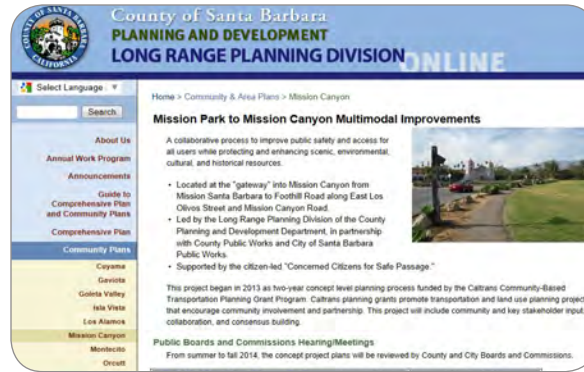 County of Santa Barbara
PLANNING AND DEVELOPMENT
LONG RANGE PLANNING DIVISION
ONLINE
COUNTY OF SANTA BARBARA
CALIFORNIA
Select Language ▼
Search
About Us
Annual Work Program
Announcements
Guide to
Comprehensive Plan
and Community Plans
Comprehensive Plan
Community Plans
Cuyama
Gaviota
Goleta Valley
Isla Vista
Los Alamos
Mission Canyon
Montecito
Orcutt
Home > Community & Area Plans > Mission Canyon
Mission Park to Mission Canyon Multimodal Improvements
A collaborative process to improve public safety and access for
all users while protecting and enhancing scenic, environmental,
cultural, and historical resources.
• Located at the "gateway" into Mission Canyon from
Mission Santa Barbara to Foothill Road along East Los
Olivos Street and Mission Canyon Road.
• Led by the Long Range Planning Division of the County
Planning and Development Department, in partnership
with County Public Works and City of Santa Barbara
Public Works.
• Supported by the citizen-led "Concerned Citizens for Safe Passage."
This project began in 2013 as two-year concept level planning process funded by the Caltrans Community-Based
Transportation Planning Grant Program. Caltrans planning grants promote transportation and land use planning projec
that encourage community involvement and partnership. This project will include community and key stakeholder input,
collaboration, and consensus building.
Public Boards and Commissions Hearing/Meetings
From summer to fall 2014, the concept project plans will be reviewed by County and City Boards and Commissions.